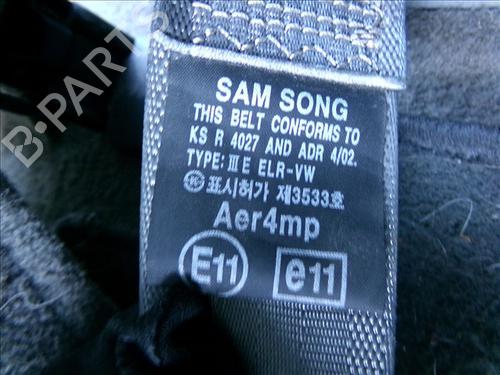 B-PARTS
SAM SONG
THIS BELT CONFORMS TO
KS R 4027 AND ADR 4/02.
TYPE: III E ELR-VW
㉿표시허가 제3533호
Aer4mp
E11 e11